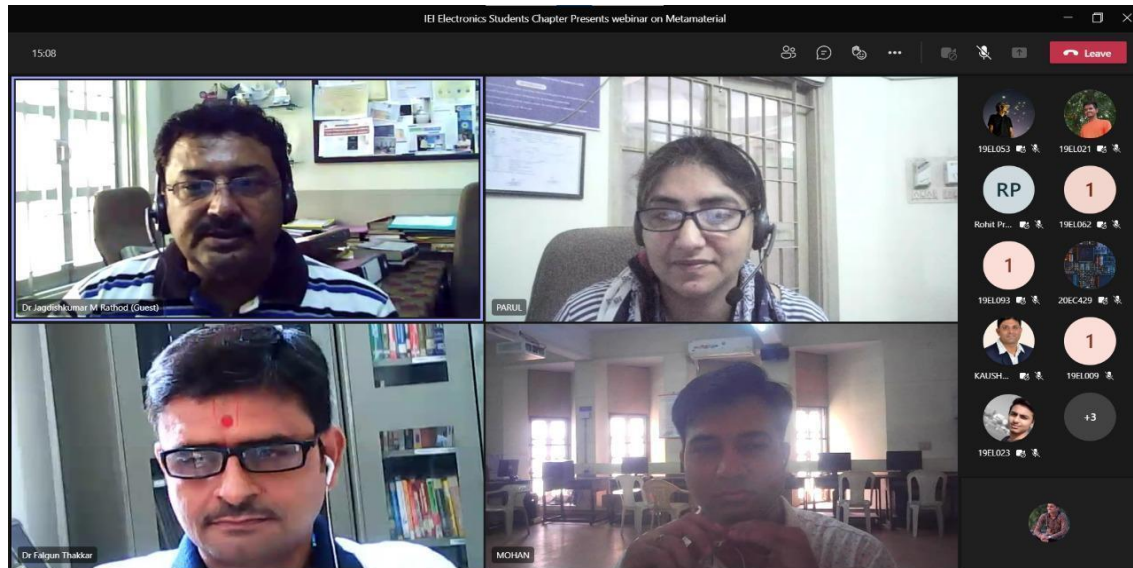 IEI Electronics Students Chapter Presents webinar on Metamaterial
15:08
Leave
Dr Jagdishkumar M Rathod (Guest)
PARUL
Dr Falgun Thakkar
MOHAN
19EL053
19EL021
RP
1
Rohit Pr...
19EL062
1
19EL093
20EC429
1
KAUSH...
19EL009
+3
19EL023